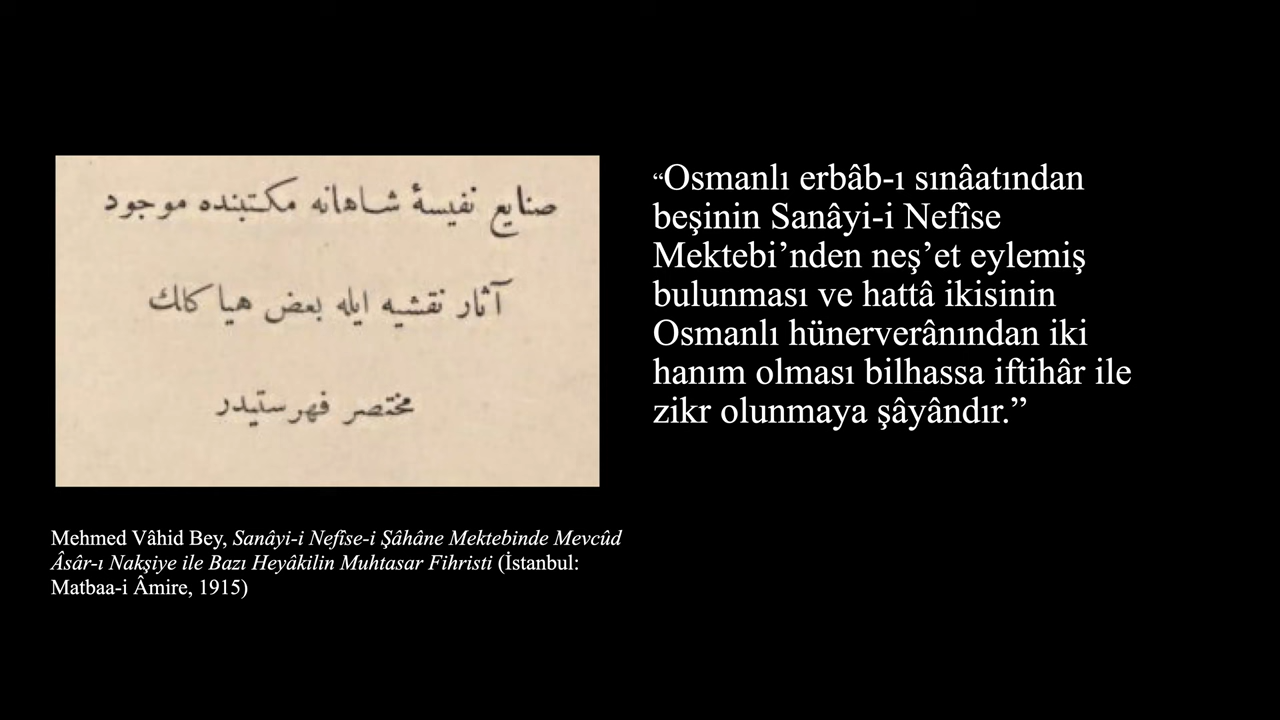 صنایع نفیسهٔ شاهانه مکتبنده موجود
آثار نقشیه ایله بعض هیاکلك
مختصر فهرستیدر
Mehmed Vâhid Bey, Sanâyi-i Nefîse-i Şâhâne Mektebinde Mevcûd
Âsâr-ı Nakşiye ile Bazı Heyâkilin Muhtasar Fihristi (İstanbul:
Matbaa-i Âmire, 1915)
“Osmanlı erbâb-ı sınâatından
beşinin Sanâyi-i Nefîse
Mektebi’nden neş’et eylemiş
bulunması ve hattâ ikisinin
Osmanlı hünerverânından iki
hanım olması bilhassa iftihâr ile
zikr olunmaya şâyândır.”